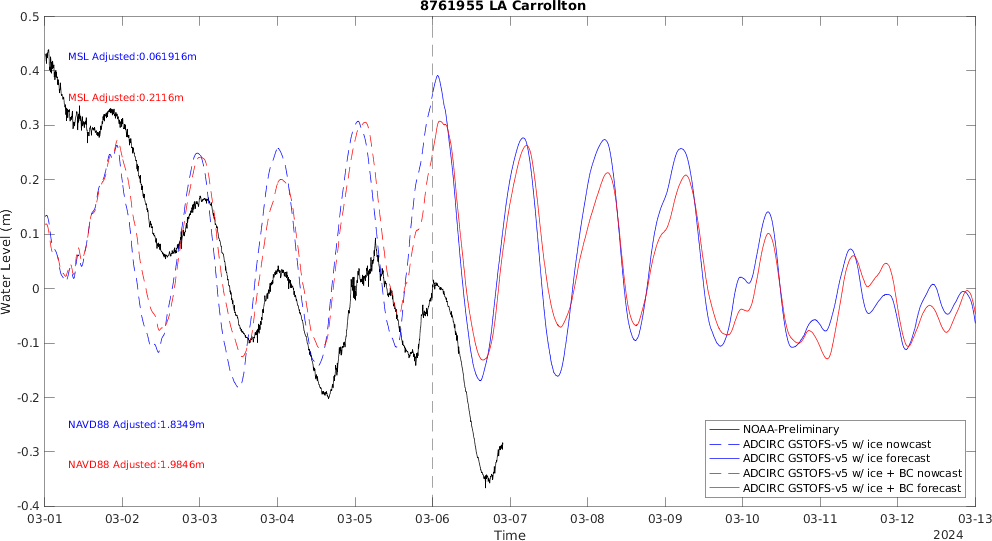 8761955 LA Carrollton
MSL Adjusted:0.061916m
MSL Adjusted:0.2116m
NAVD88 Adjusted:1.8349m
NAVD88 Adjusted:1.9846m
Water Level (m)
0.5
0.4
0.3
0.2
0.1
0
-0.1
-0.2
-0.3
-0.4
NOAA-Preliminary
ADCIRC GSTOFS-v5 w/ ice nowcast
ADCIRC GSTOFS-v5 w/ ice forecast
ADCIRC GSTOFS-v5 w/ ice + BC nowcast
ADCIRC GSTOFS-v5 w/ ice + BC forecast
03-01 03-02 03-03 03-04 03-05 03-06 03-07 03-08 03-09 03-10 03-11 03-12 03-13
Time
2024